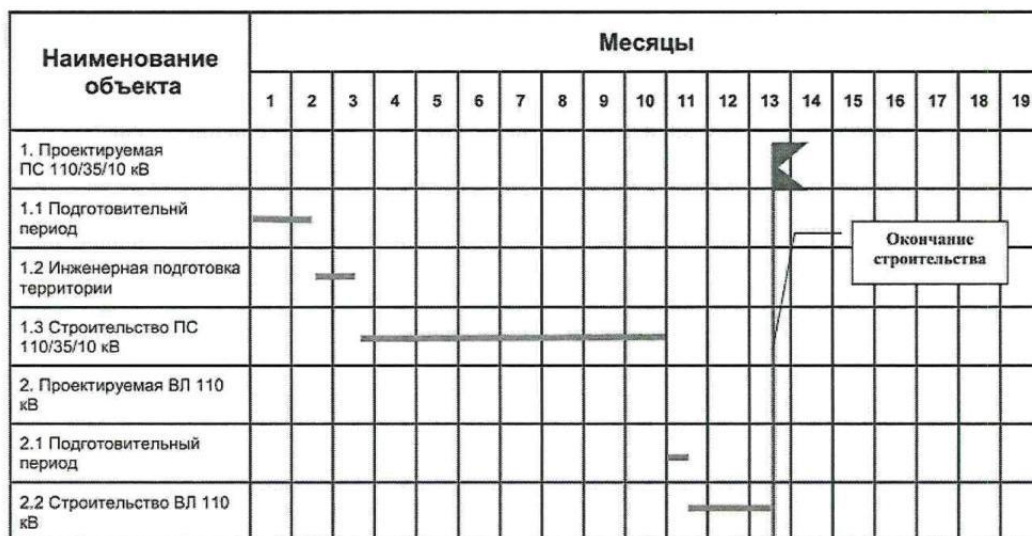 Наименование
объекта
Месяцы
1 2 3 4 5 6 7 8 9 10 11 12 13 14 15 16 17 18 19
1. Проектируемая
ПС 110/35/10 кВ
1.1 Подготовительнй
период
Окончание
строительства
1.2 Инженерная подготовка
территории
1.3 Строительство ПС
110/35/10 кВ
2. Проектируемая ВЛ 110
кВ
2.1 Подготовительный
период
2.2 Строительство ВЛ 110
кВ